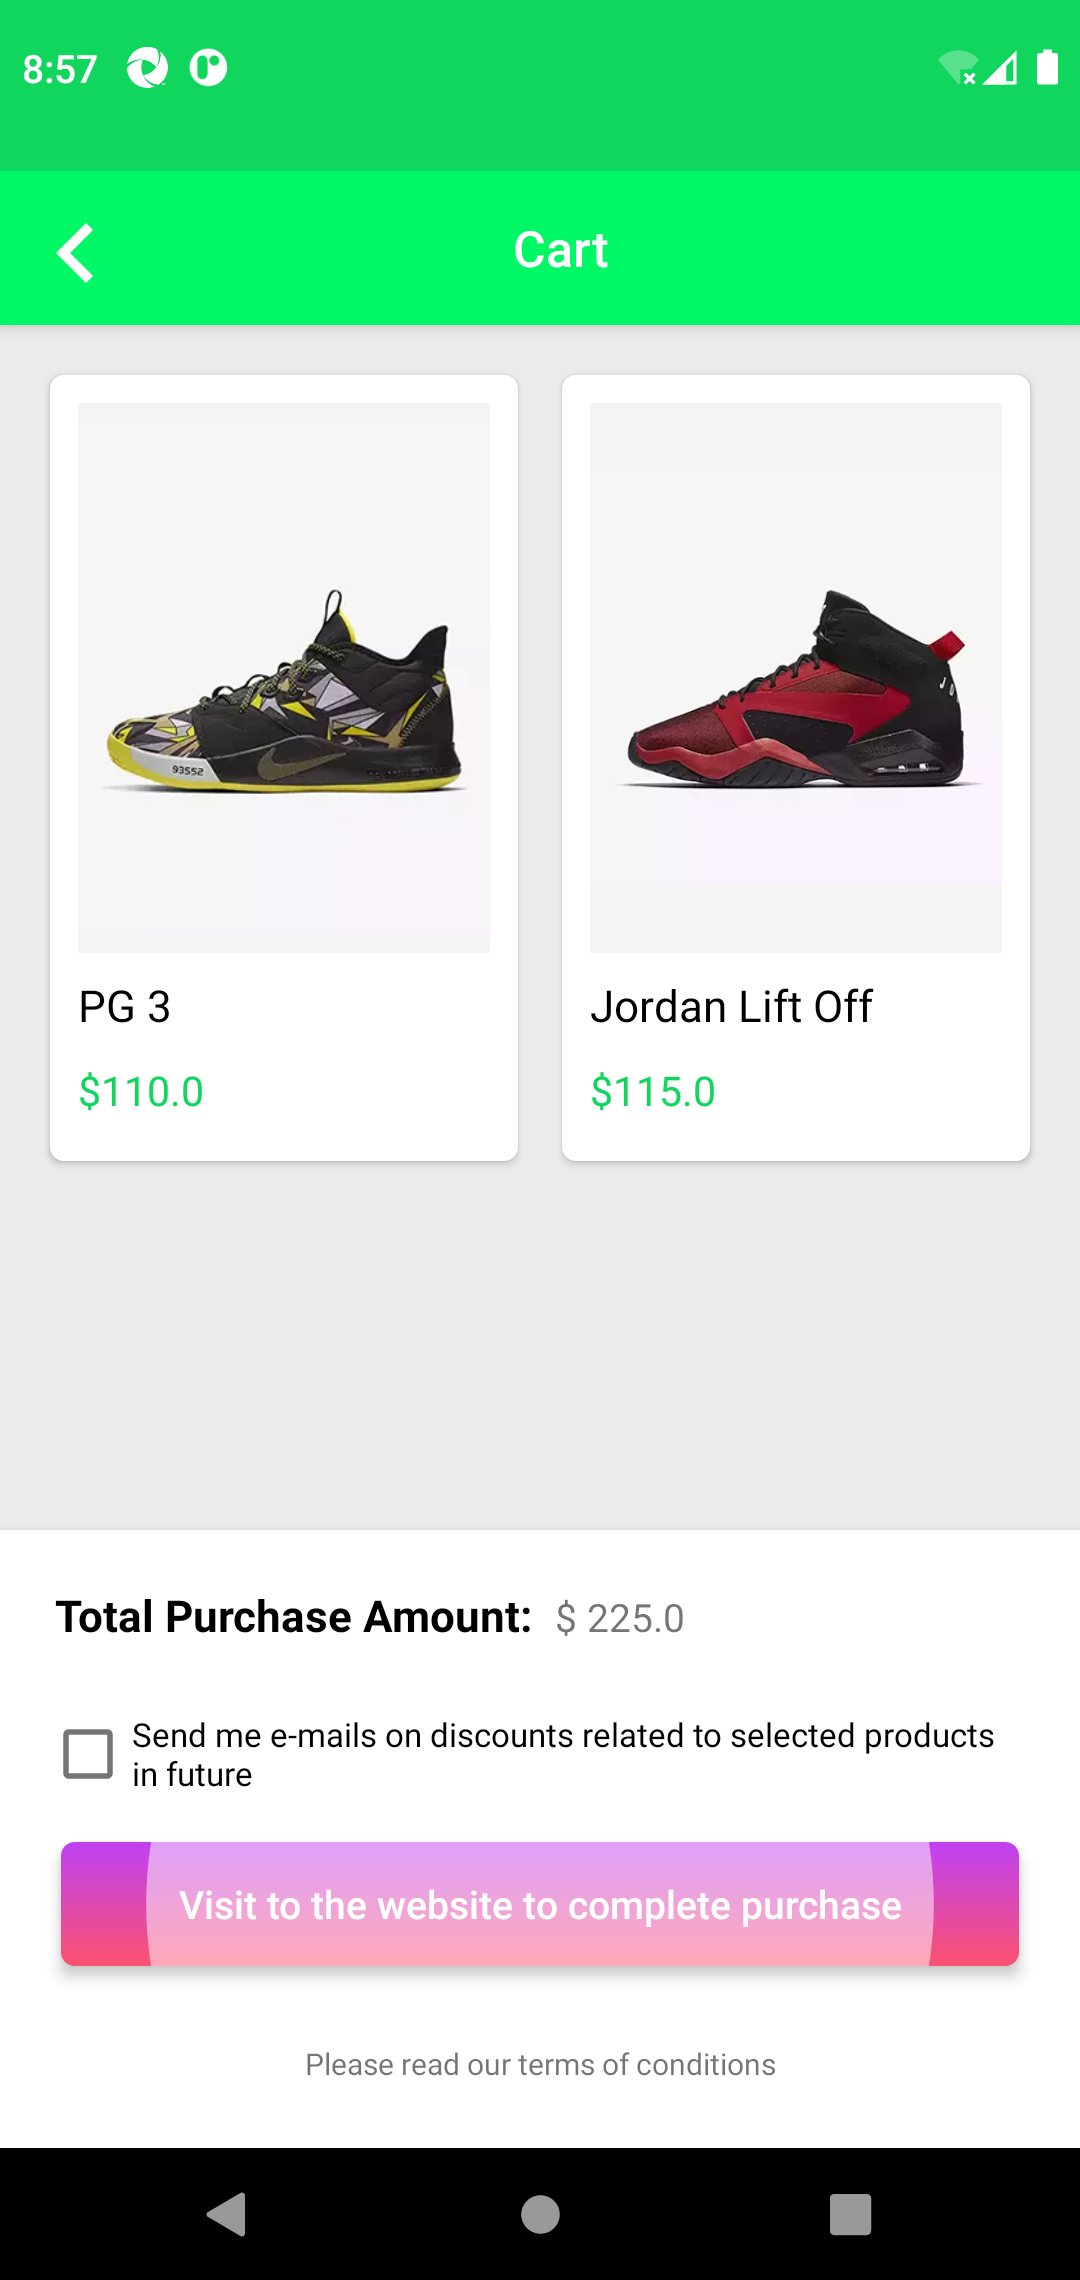 8:57
Cart
93552
PG 3
$110.0
Jordan Lift Off
$115.0
Total Purchase Amount: $ 225.0
Send me e-mails on discounts related to selected products
in future
Visit to the website to complete purchase
Please read our terms of conditions